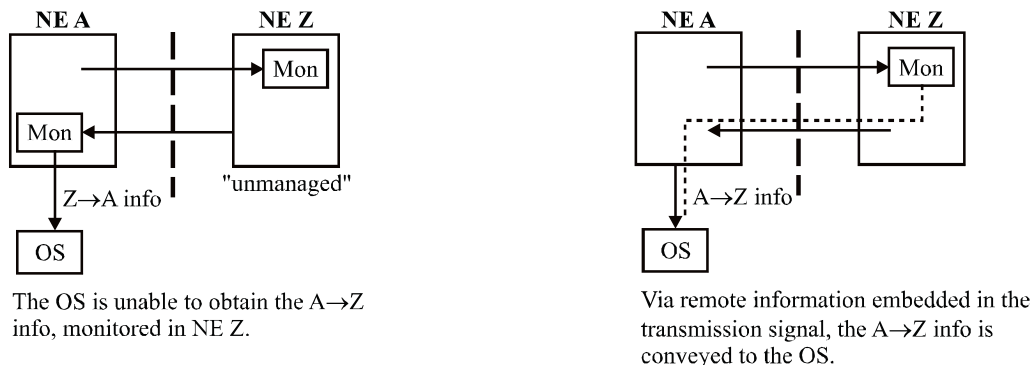 NE A
NE Z
Mon
Mon
"unmanaged"
Z→A info
OS
The OS is unable to obtain the A→Z
info, monitored in NE Z.
NE A
NE Z
Mon
A→Z info
OS
Via remote information embedded in the
transmission signal, the A→Z info is
conveyed to the OS.